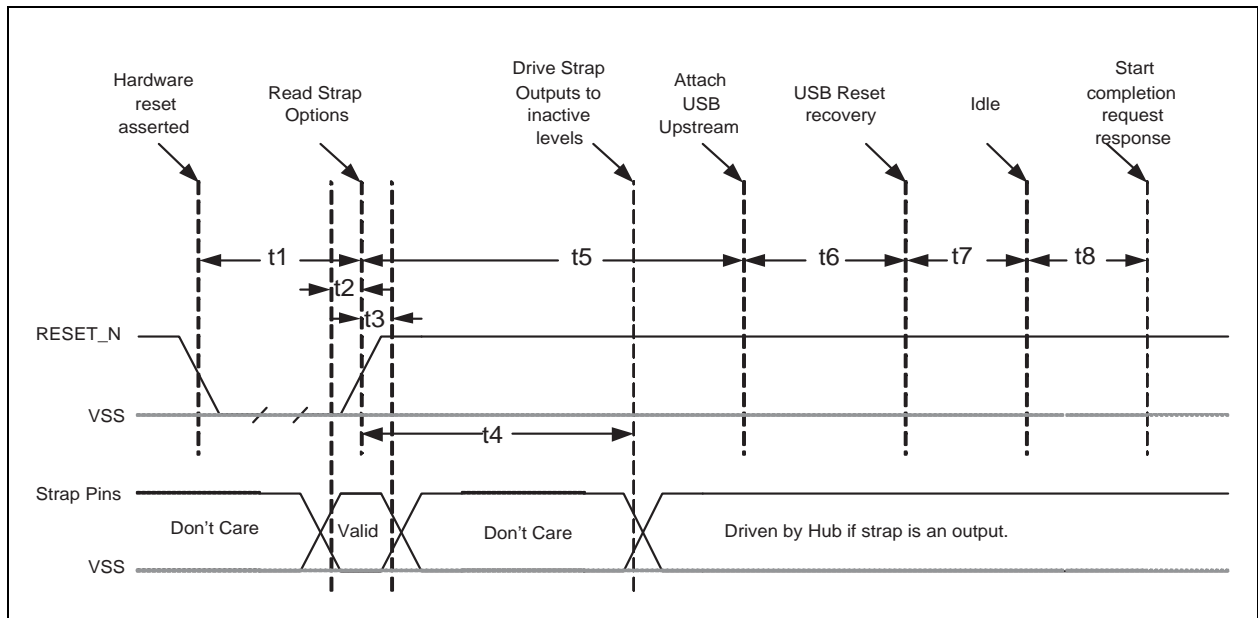 Hardware
reset
asserted
Read Strap
Options
Drive Strap
Outputs to
inactive
levels
Attach
USB
Upstream
USB Reset
recovery
Idle
Start
completion
request
response
t1
t5
t6
t7
t8
t2
t3
RESET_N
VSS
t4
Strap Pins
Don't Care
Valid
Don't Care
Driven by Hub if strap is an output.
VSS